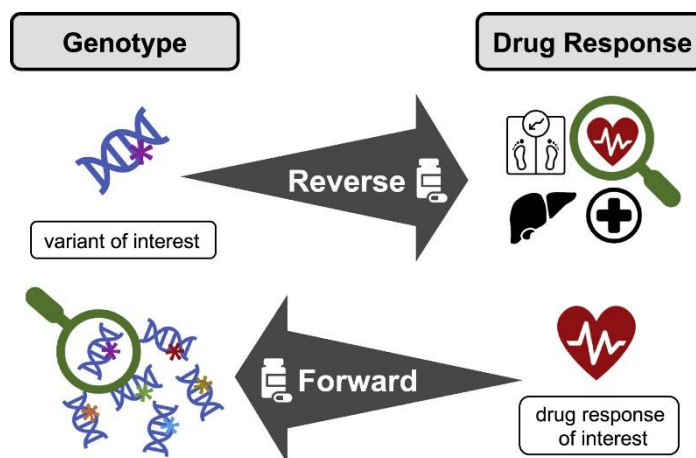 Genotype
Drug Response
Reverse
variant of interest
Forward
drug response
of interest